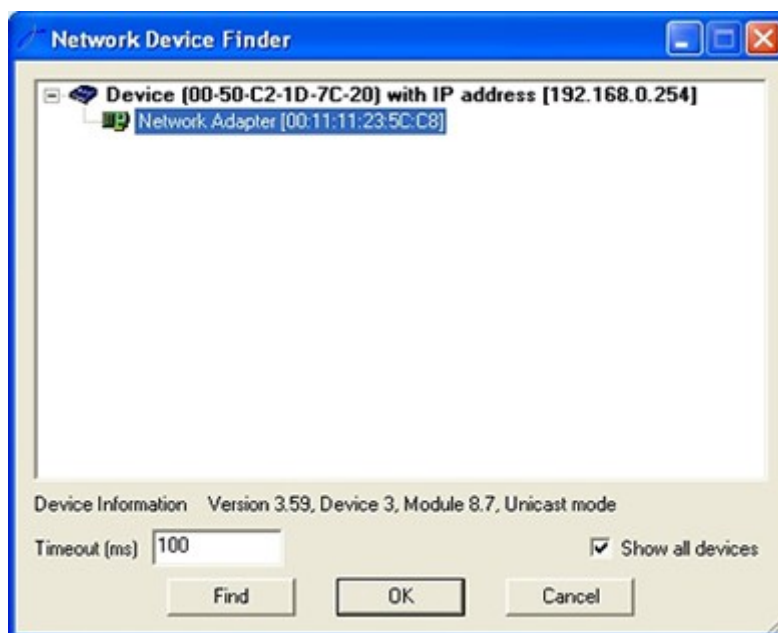 Network Device Finder
Device [00-50-C2-1D-7C-20] with IP address [192.168.0.254]
Network Adapter [00:11:11:23:5C:C8]
Device Information Version 3.59, Device 3, Module 8.7, Unicast mode
Timeout (ms) 100 Show all devices
Find OK Cancel